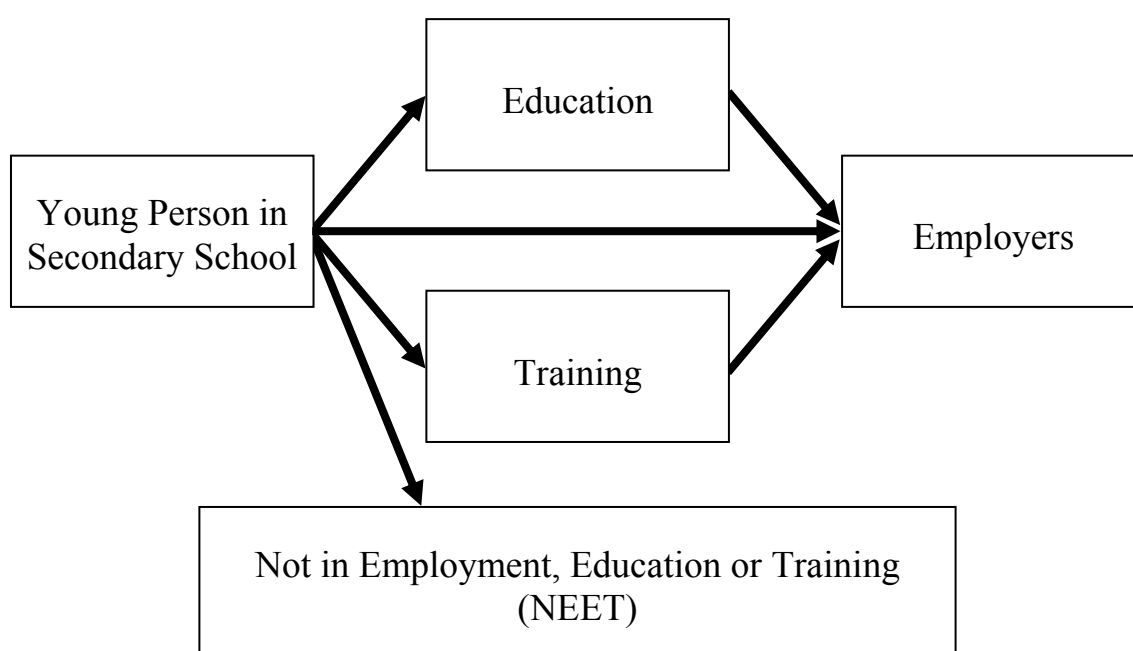 Education
Young Person in
Secondary School
Employers
Training
Not in Employment, Education or Training
(NEET)